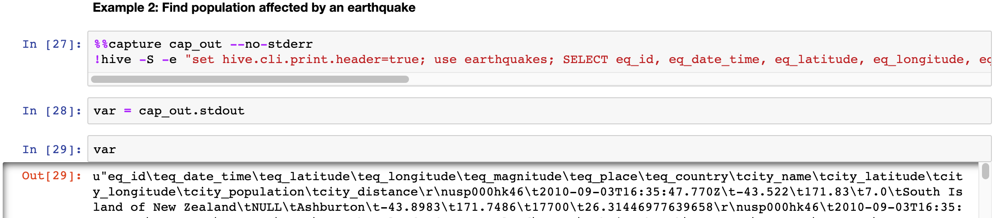 Example 2: Find population affected by an earthquake
In [27]:
%%capture cap_out --no-stderr
!hive -S -e "set hive.cli.print.header=true; use earthquakes; SELECT eq_id, eq_date_time, eq_latitude, eq_longitude, eq
In [28]:
var = cap_out.stdout
In [29]:
var
Out[29]:
u"eq_id\teq_date_time\teq_latitude\teq_longitude\teq_magnitude\teq_place\teq_country\tcity_name\tcity_latitude\tcit
y_longitude\tcity_population\tcity_distance\r\nusp000hk46\t2010-09-03T16:35:47.770Z\t-43.522\t171.83\t7.0\tSouth Is
land of New Zealand\tNULL\tAshburton\t-43.8983\t171.7486\t17700\t26.31446977639658\r\nusp000hk46\t2010-09-03T16:35: